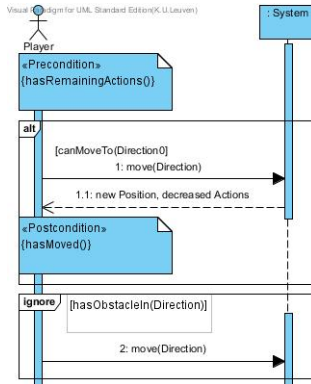 Visual Paradigm for UML Standard Edition(K.U.Leuven)
Player
: System
«Precondition»
{hasRemainingActions()}
alt
[canMoveTo(Direction0]
1: move(Direction)
1.1: new Position, decreased Actions
«Postcondition»
{hasMoved()}
ignore
[hasObstacleIn(Direction)]
2: move(Direction)